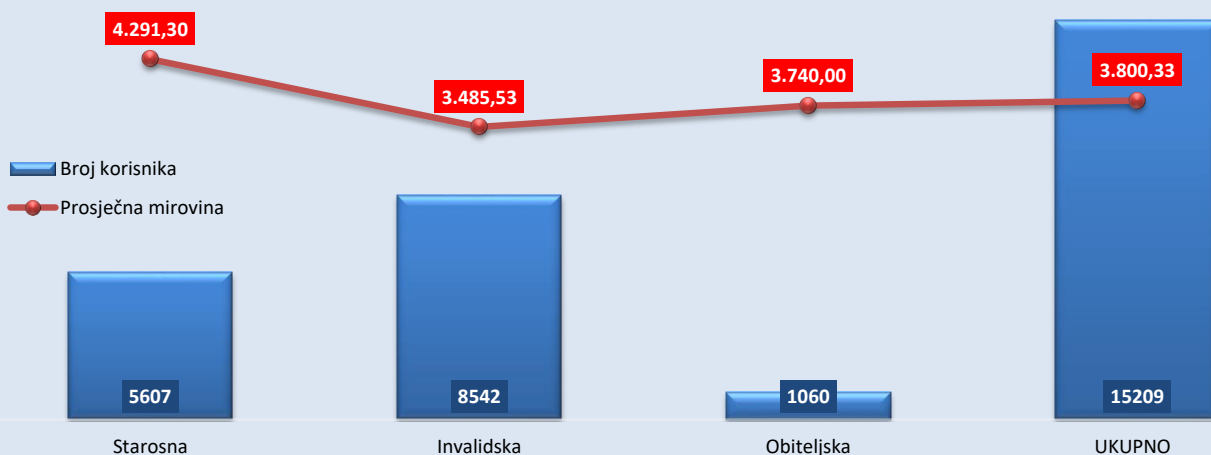 4.291,30
3.485,53
3.740,00
3.800,33
Broj korisnika
Prosječna mirovina
5607
8542
1060
15209
Starosna
Invalidska
Obiteljska
UKUPNO